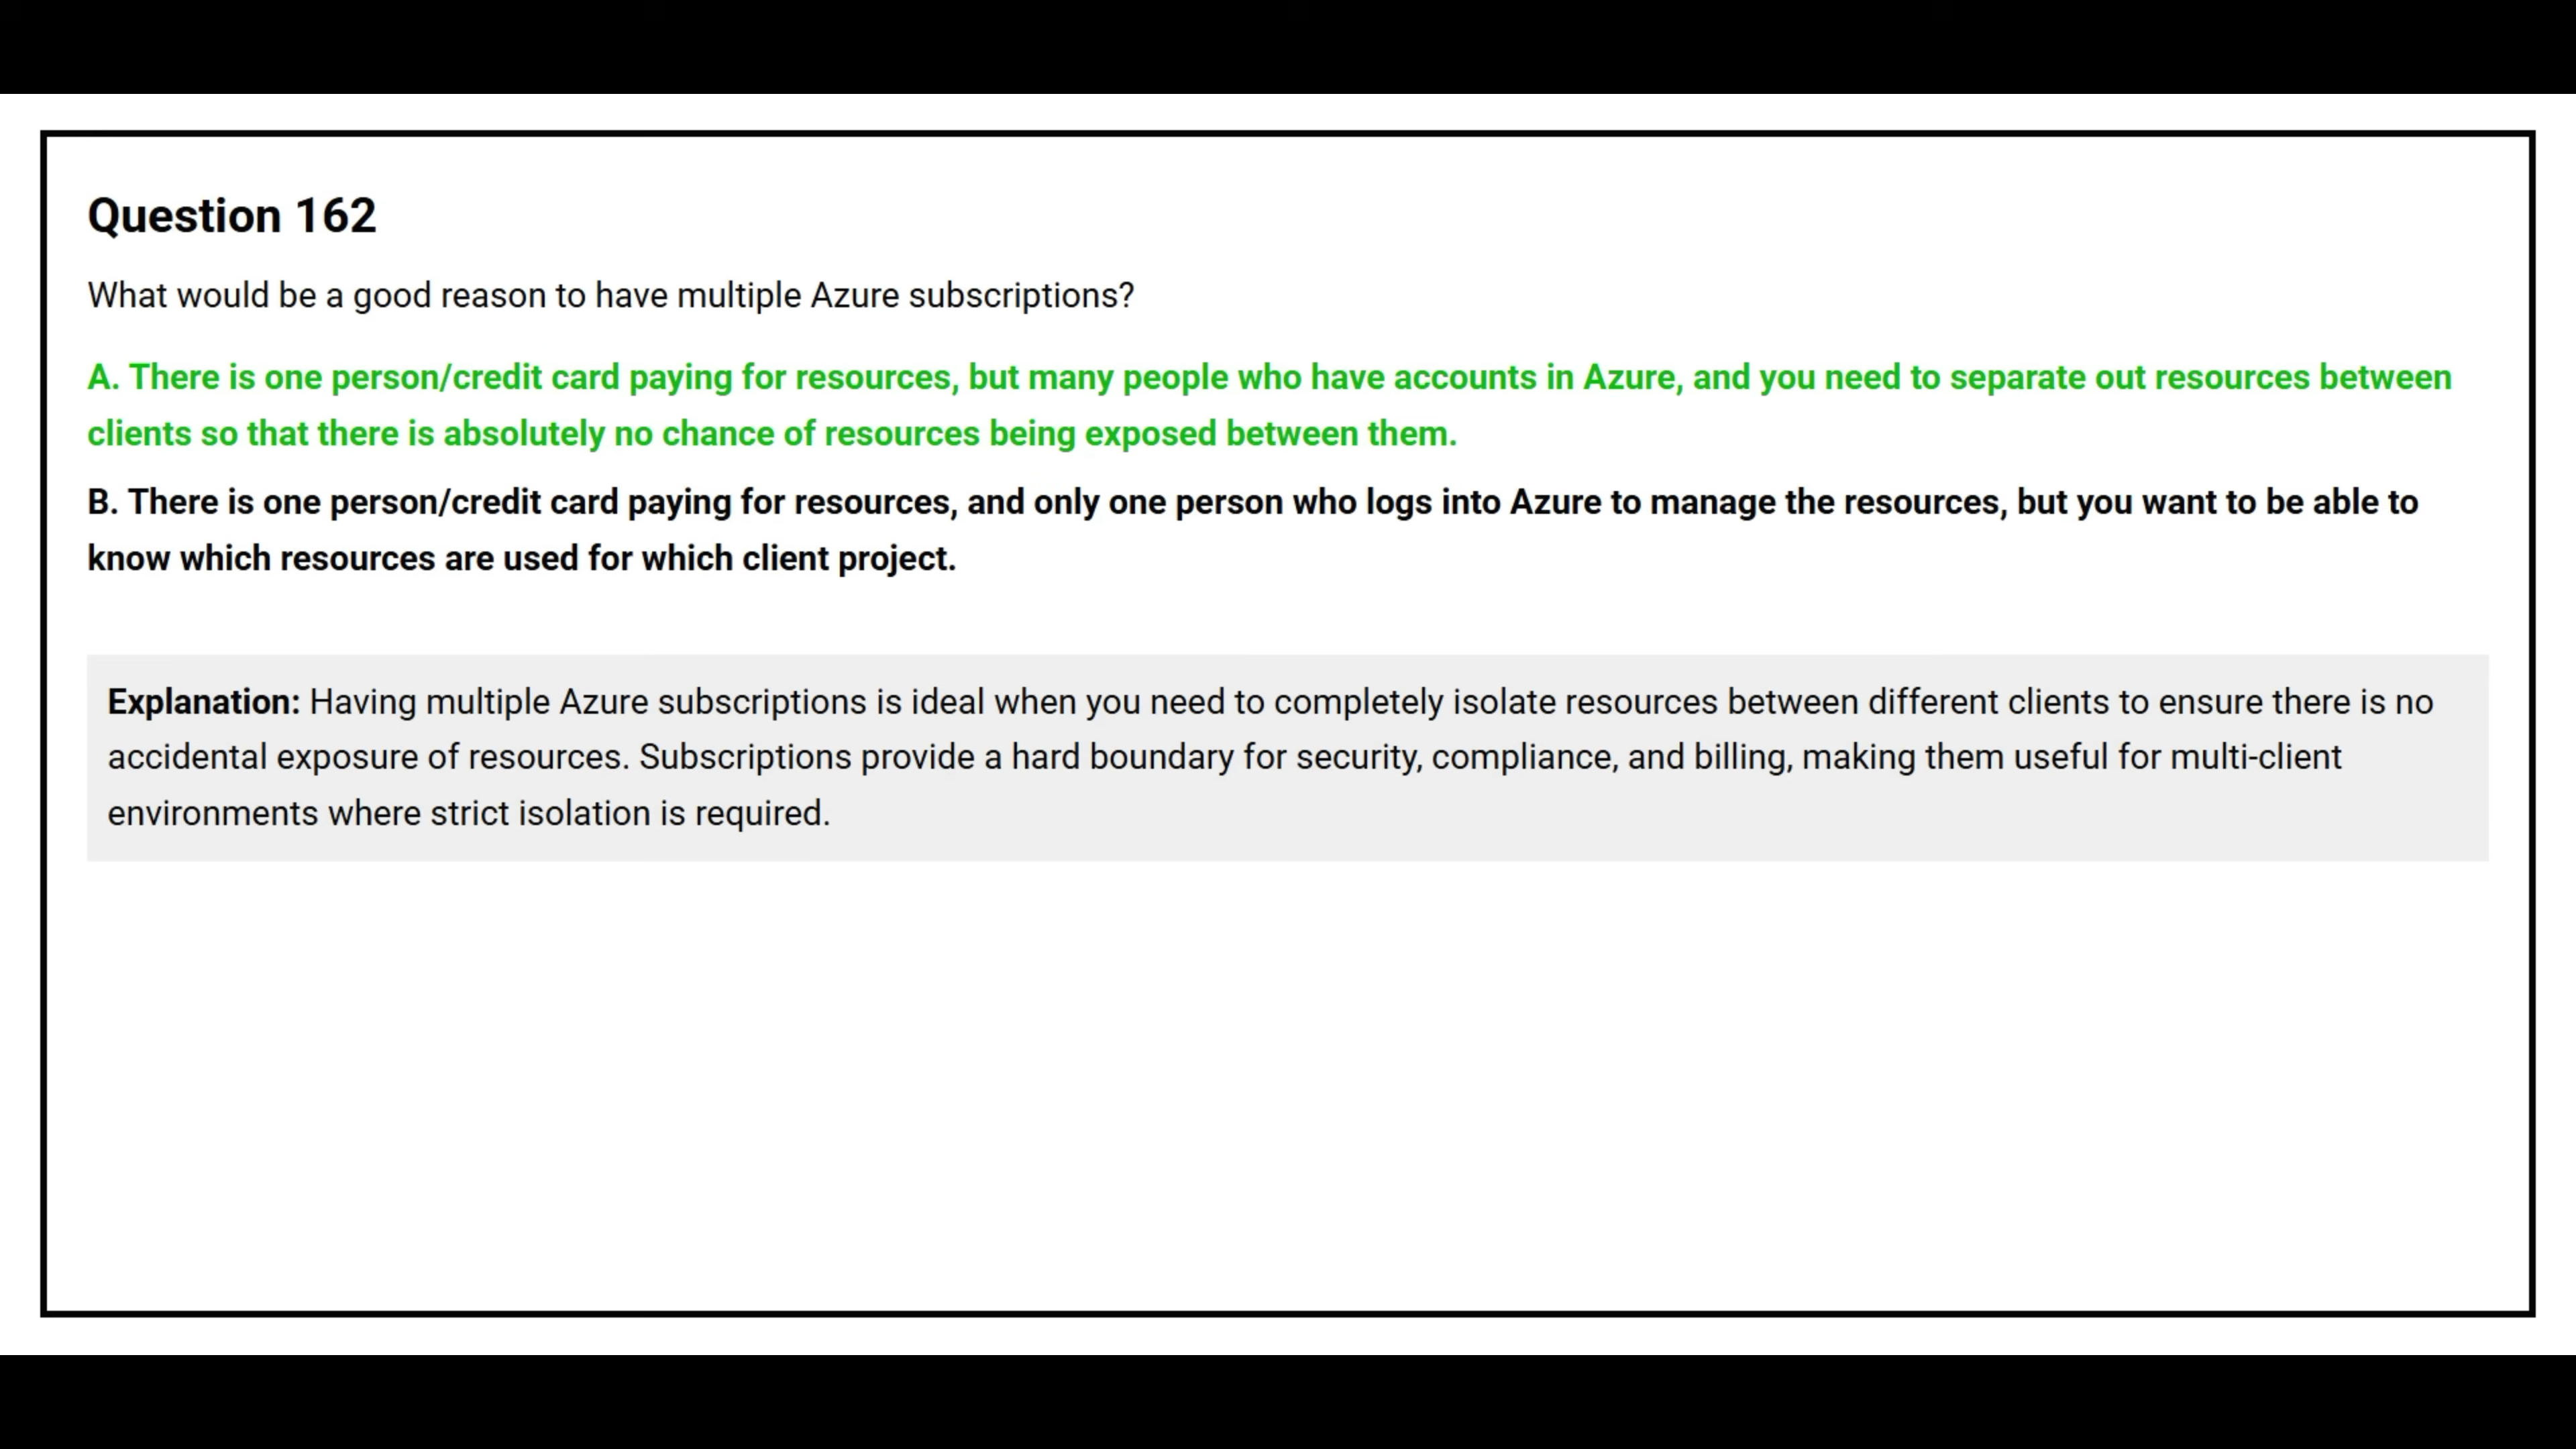 Question 162
What would be a good reason to have multiple Azure subscriptions?
A. There is one person/credit card paying for resources, but many people who have accounts in Azure, and you need to separate out resources between
clients so that there is absolutely no chance of resources being exposed between them.
B. There is one person/credit card paying for resources, and only one person who logs into Azure to manage the resources, but you want to be able to
know which resources are used for which client project.
Explanation: Having multiple Azure subscriptions is ideal when you need to completely isolate resources between different clients to ensure there is no
accidental exposure of resources. Subscriptions provide a hard boundary for security, compliance, and billing, making them useful for multi-client
environments where strict isolation is required.